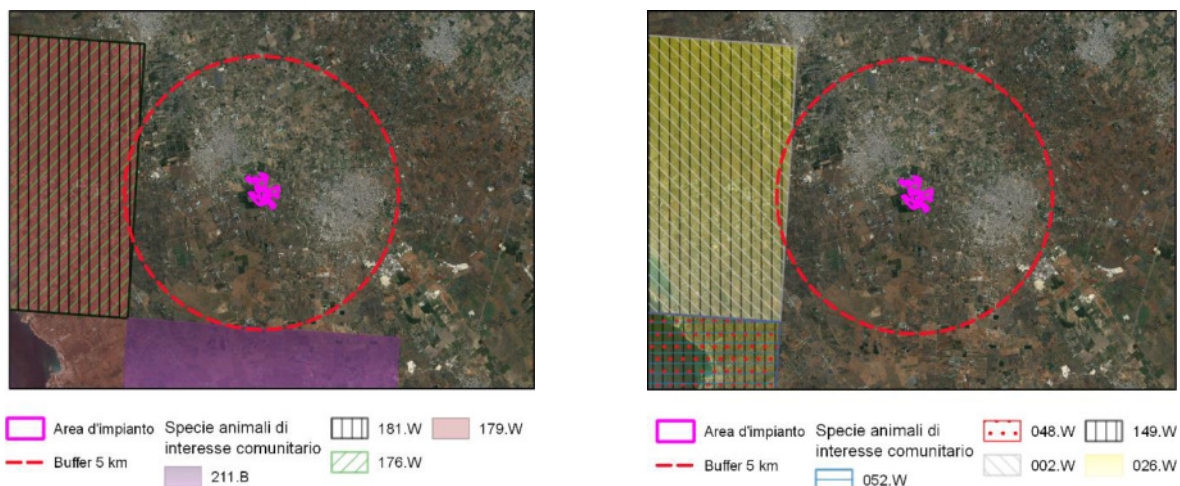 Area d'impianto
Buffer 5 km
Specie animali di
interesse comunitario
211.B
181.W
176.W
179.W
Area d'impianto
Buffer 5 km
Specie animali di
interesse comunitario
052.W
048.W
002.W
149.W
026.W